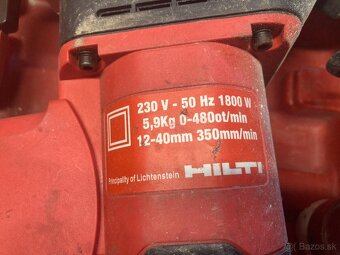 230 V - 50 Hz 1800 W
5,9Kg 0-480ot/min
12-40mm 350mm/min
Principality of Lichtenstein HILTI
Bazos.sk